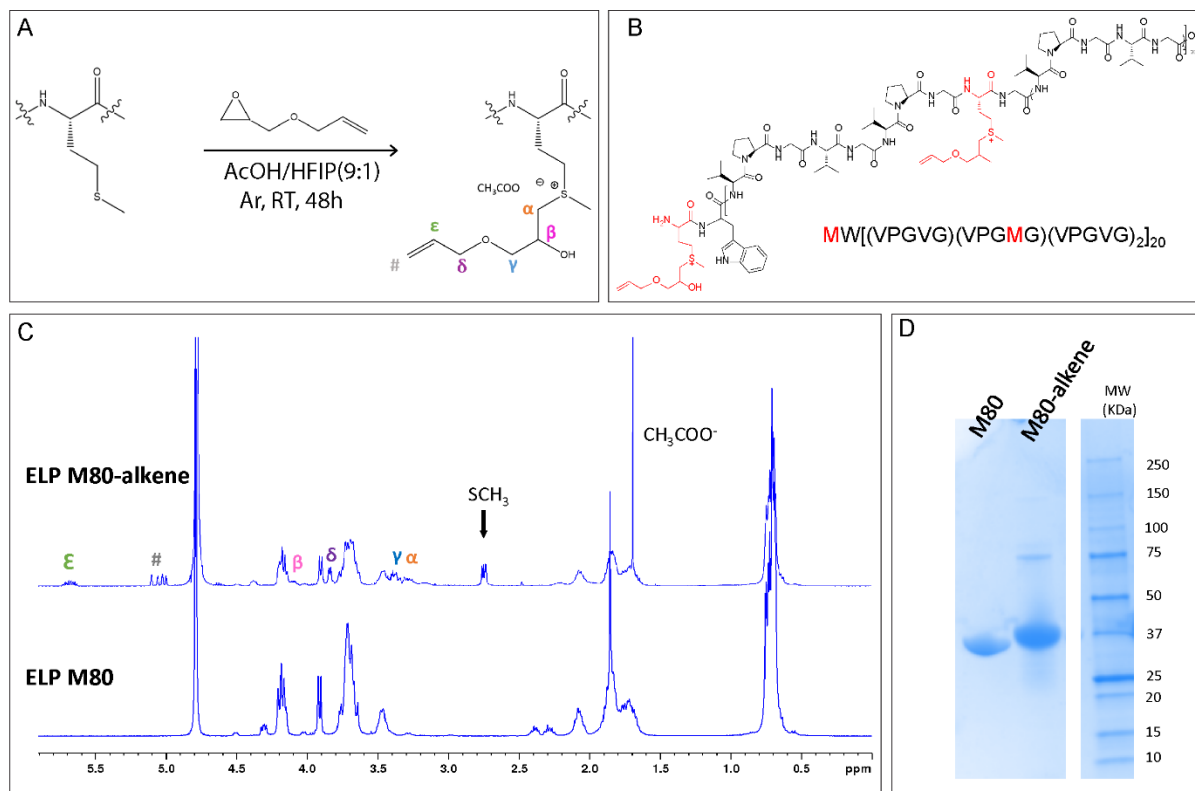 A
HN
O
O
O
AcOH/HFIP(9:1)
Ar, RT, 48h
S
HN
O
CH₃COO
⊖ ⊕
S
α
ε
#
O
β
δ
γ
OH
B
MW[(VPGVG)(VPGMG)(VPGVG)₂]₂₀
C
ELP M80-alkene
ELP M80
CH₃COO⁻
SCH₃
ε
#
β
δ
γ
α
5.5 5.0 4.5 4.0 3.5 3.0 2.5 2.0 1.5 1.0 0.5 ppm
D
M80
M80-alkene
MW
(KDa)
250
150
100
75
50
37
25
20
15
10